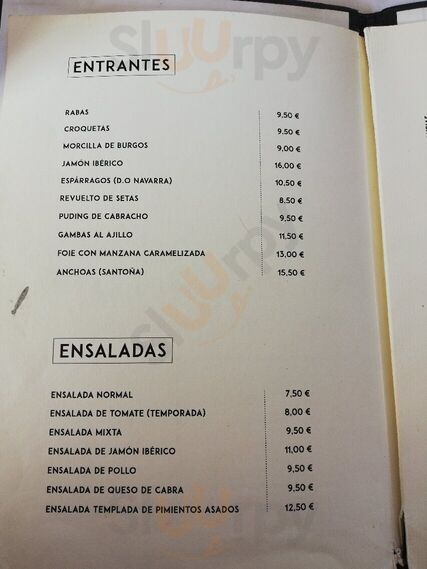 ENTRANTES
RABAS 9,50 €
CROQUETAS 9,50 €
MORCILLA DE BURGOS 9,00 €
JAMÓN IBÉRICO 16,00 €
ESPÁRRAGOS (D.O NAVARRA) 10,50 €
REVUELTO DE SETAS 8,50 €
PUDING DE CABRACHO 9,50 €
GAMBAS AL AJILLO 11,50 €
FOIE CON MANZANA CARAMELIZADA 13,00 €
ANCHOAS (SANTOÑA) 15,50 €
ENSALADAS
ENSALADA NORMAL 7,50 €
ENSALADA DE TOMATE (TEMPORADA) 8,00 €
ENSALADA MIXTA 9,50 €
ENSALADA DE JAMÓN IBÉRICO 11,00 €
ENSALADA DE POLLO 9,50 €
ENSALADA DE QUESO DE CABRA 9,50 €
ENSALADA TEMPLADA DE PIMIENTOS ASADOS 12,50 €
Sluurpy
Sluurpy